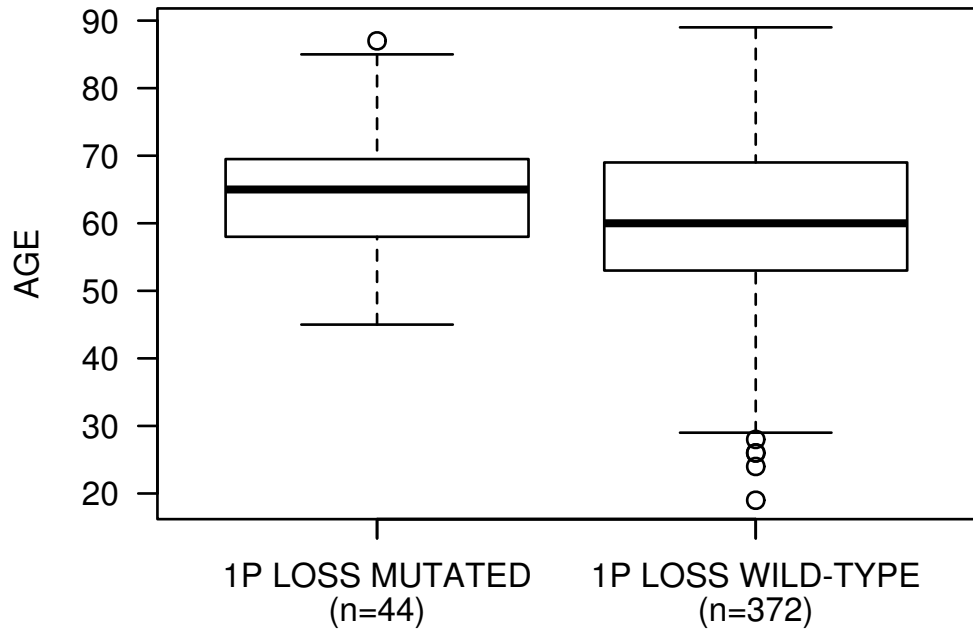 90
80
70
60
50
40
30
20
AGE
1P LOSS MUTATED
(n=44)
1P LOSS WILD-TYPE
(n=372)